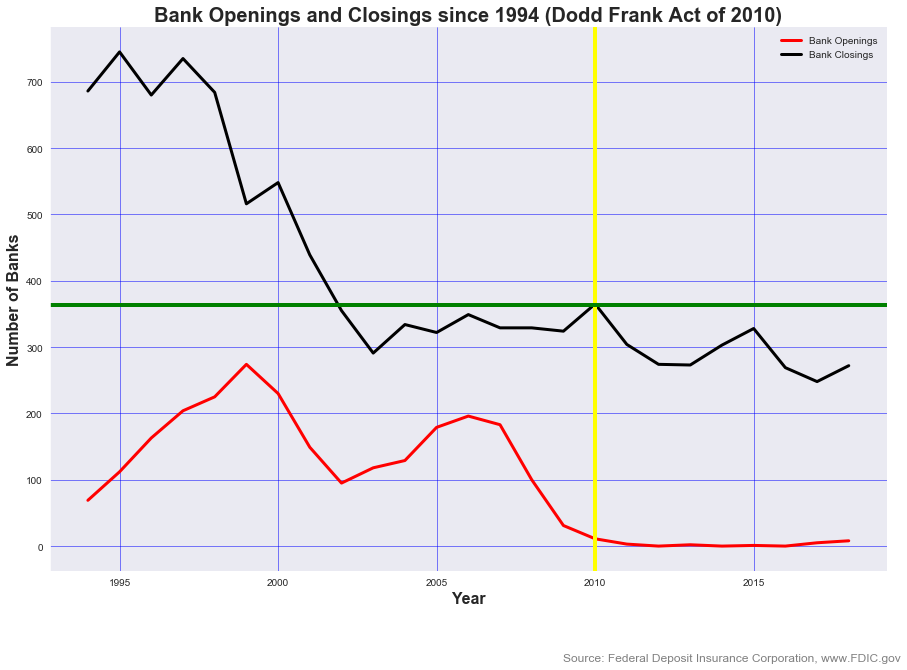 Bank Openings and Closings since 1994 (Dodd Frank Act of 2010)
Bank Openings
Bank Closings
Number of Banks
700
600
500
400
300
200
100
0
1995
2000
2005
2010
2015
Year
Source: Federal Deposit Insurance Corporation, www.FDIC.gov